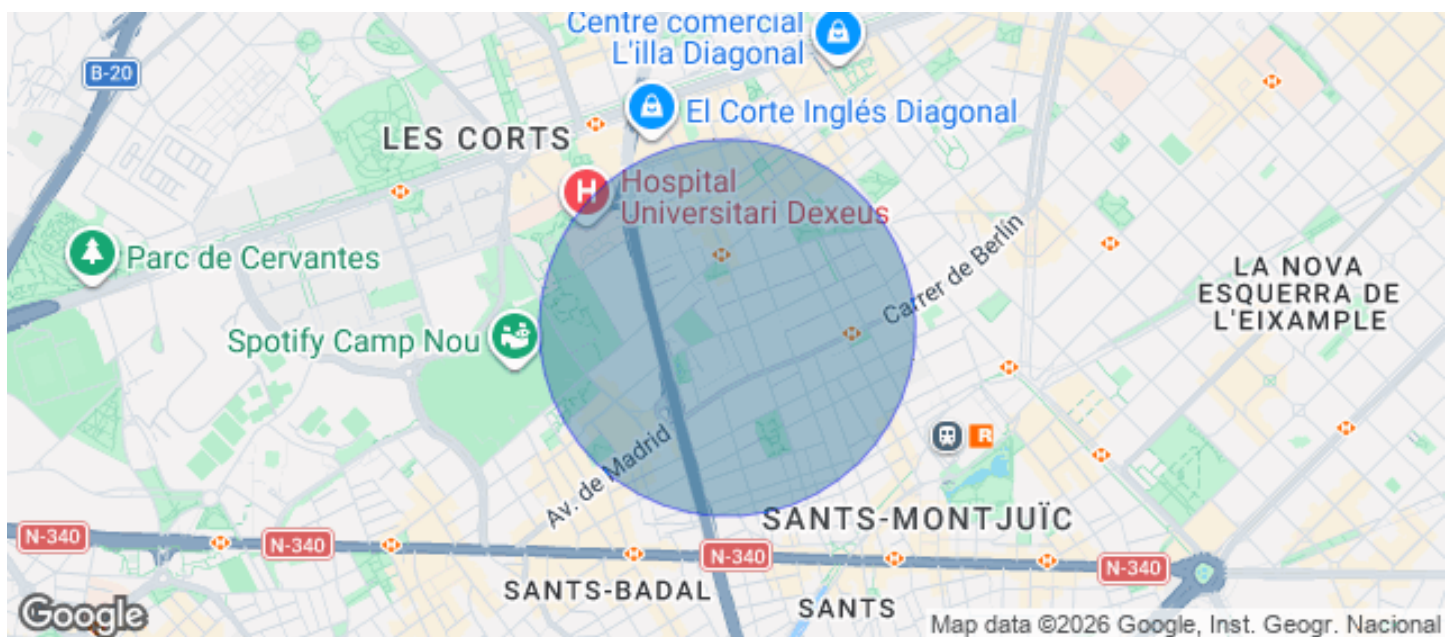 Centre comercial
L'illa Diagonal
B-20
El Corte Inglés Diagonal
LES CORTS
Hospital
Universitari Dexeus
Parc de Cervantes
Carrer de Berlín
LA NOVA
ESQUERRA DE
L'EIXAMPLE
Spotify Camp Nou
R
Av. de Madrid
SANTS-MONTJUÏC
N-340
N-340
N-340
N-340
SANTS-BADAL
SANTS
Google
Map data ©2026 Google, Inst. Geogr. Nacional